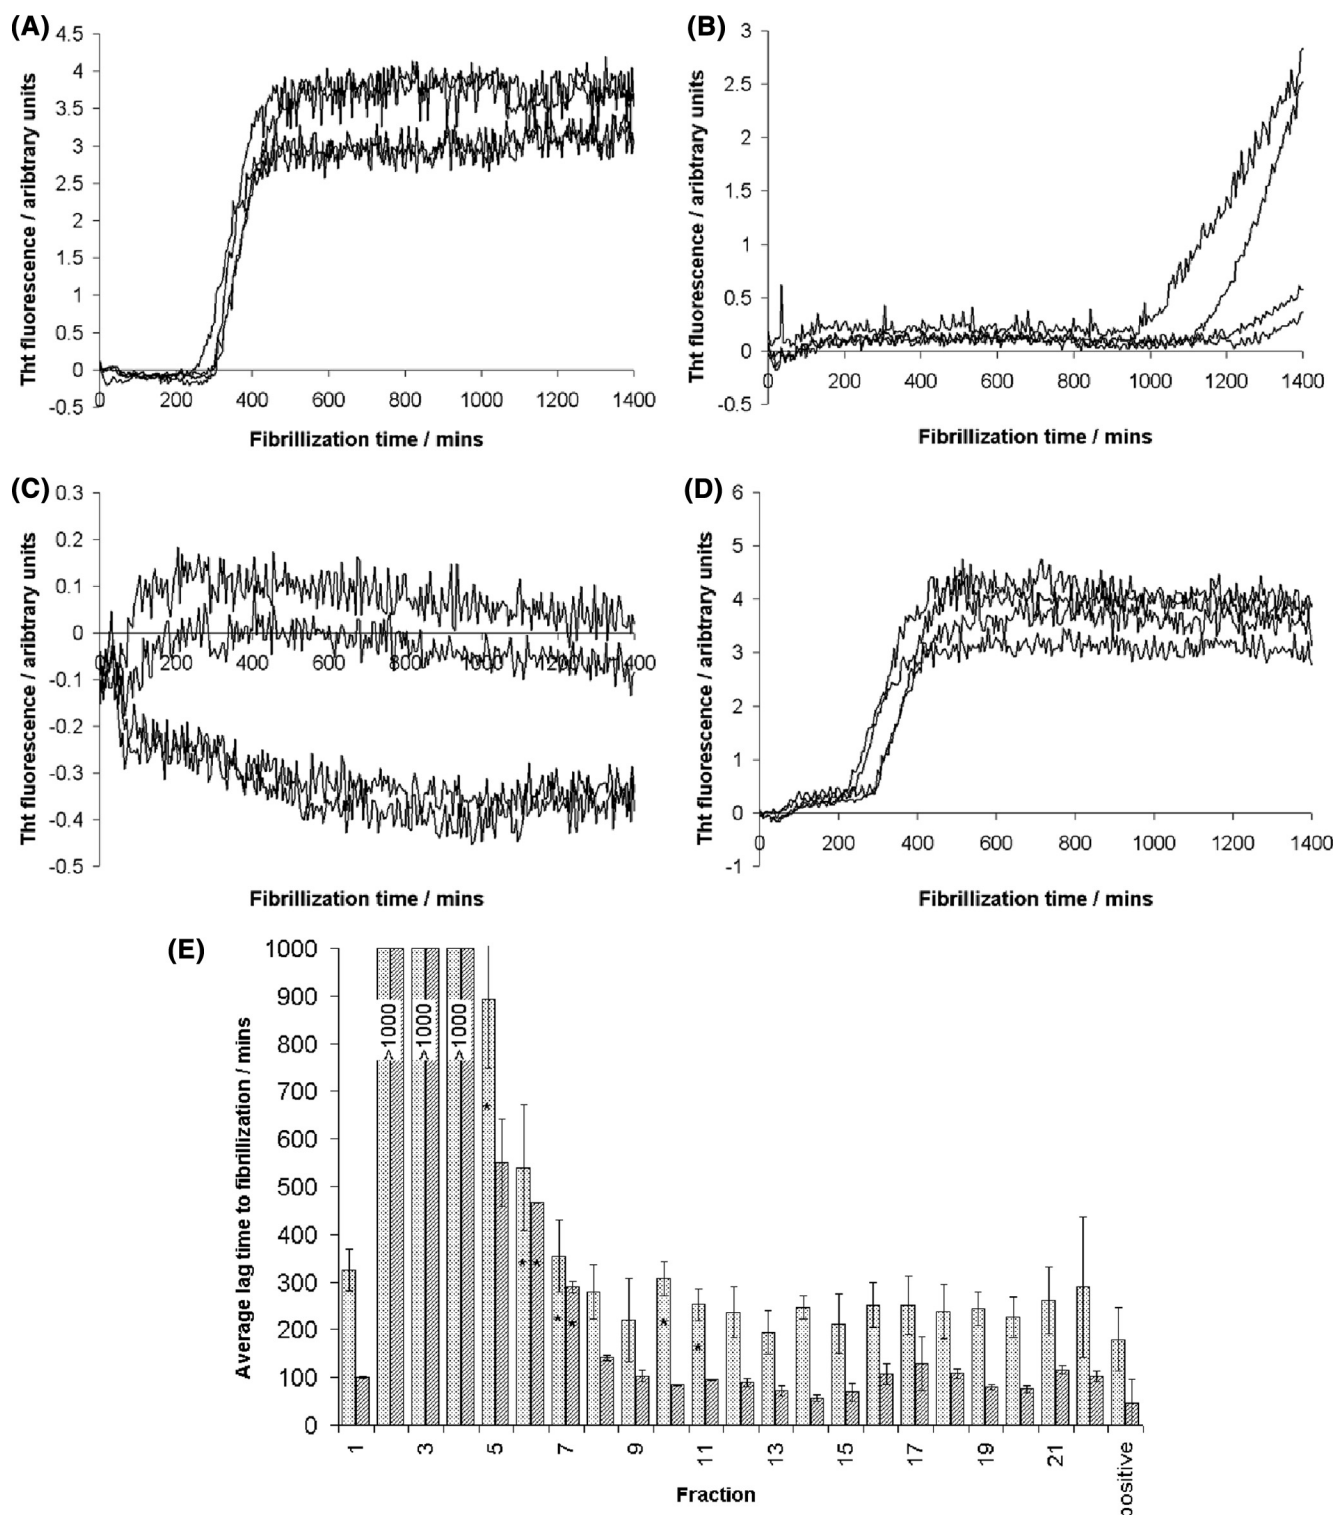 (A)
4.5
4
3.5
3
2.5
2
1.5
1
0.5
0
-0.5
0 200 400 600 800 1000 1200 1400
Tht fluorescence / aribtrary units
Fibrillization time / mins
(B)
3
2.5
2
1.5
1
0.5
0
-0.5
0 200 400 600 800 1000 1200 1400
Tht fluorescence / aribtrary units
Fibrillization time / mins
(C)
0.3
0.2
0.1
0
-0.1
-0.2
-0.3
-0.4
-0.5
0 200 400 600 800 1000 1200 1400
Tht fluorescence / aribtrary units
Fibrillization time / mins
(D)
6
5
4
3
2
1
0
-1
0 200 400 600 800 1000 1200 1400
Tht fluorescence / aribtrary units
Fibrillization time / mins
(E)
1000
900
800
700
600
500
400
300
200
100
0
Average lag time to fibrillization / mins
>1000
>1000
>1000
*
* *
* *
*
*
1 3 5 7 9 11 13 15 17 19 21 positive
Fraction